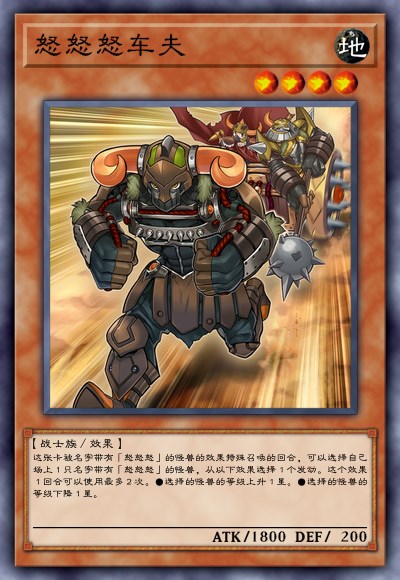 怒怒怒车夫
地
【战士族／效果】
这张卡被名字带有「怒怒怒」的怪兽的效果特殊召唤的回合，可以选择自己
场上１只名字带有「怒怒怒」的怪兽，从以下效果选择１个发动。这个效果
１回合可以使用最多２次。●选择的怪兽的等级上升１星。●选择的怪兽的
等级下降１星。
ATK/1800 DEF/ 200